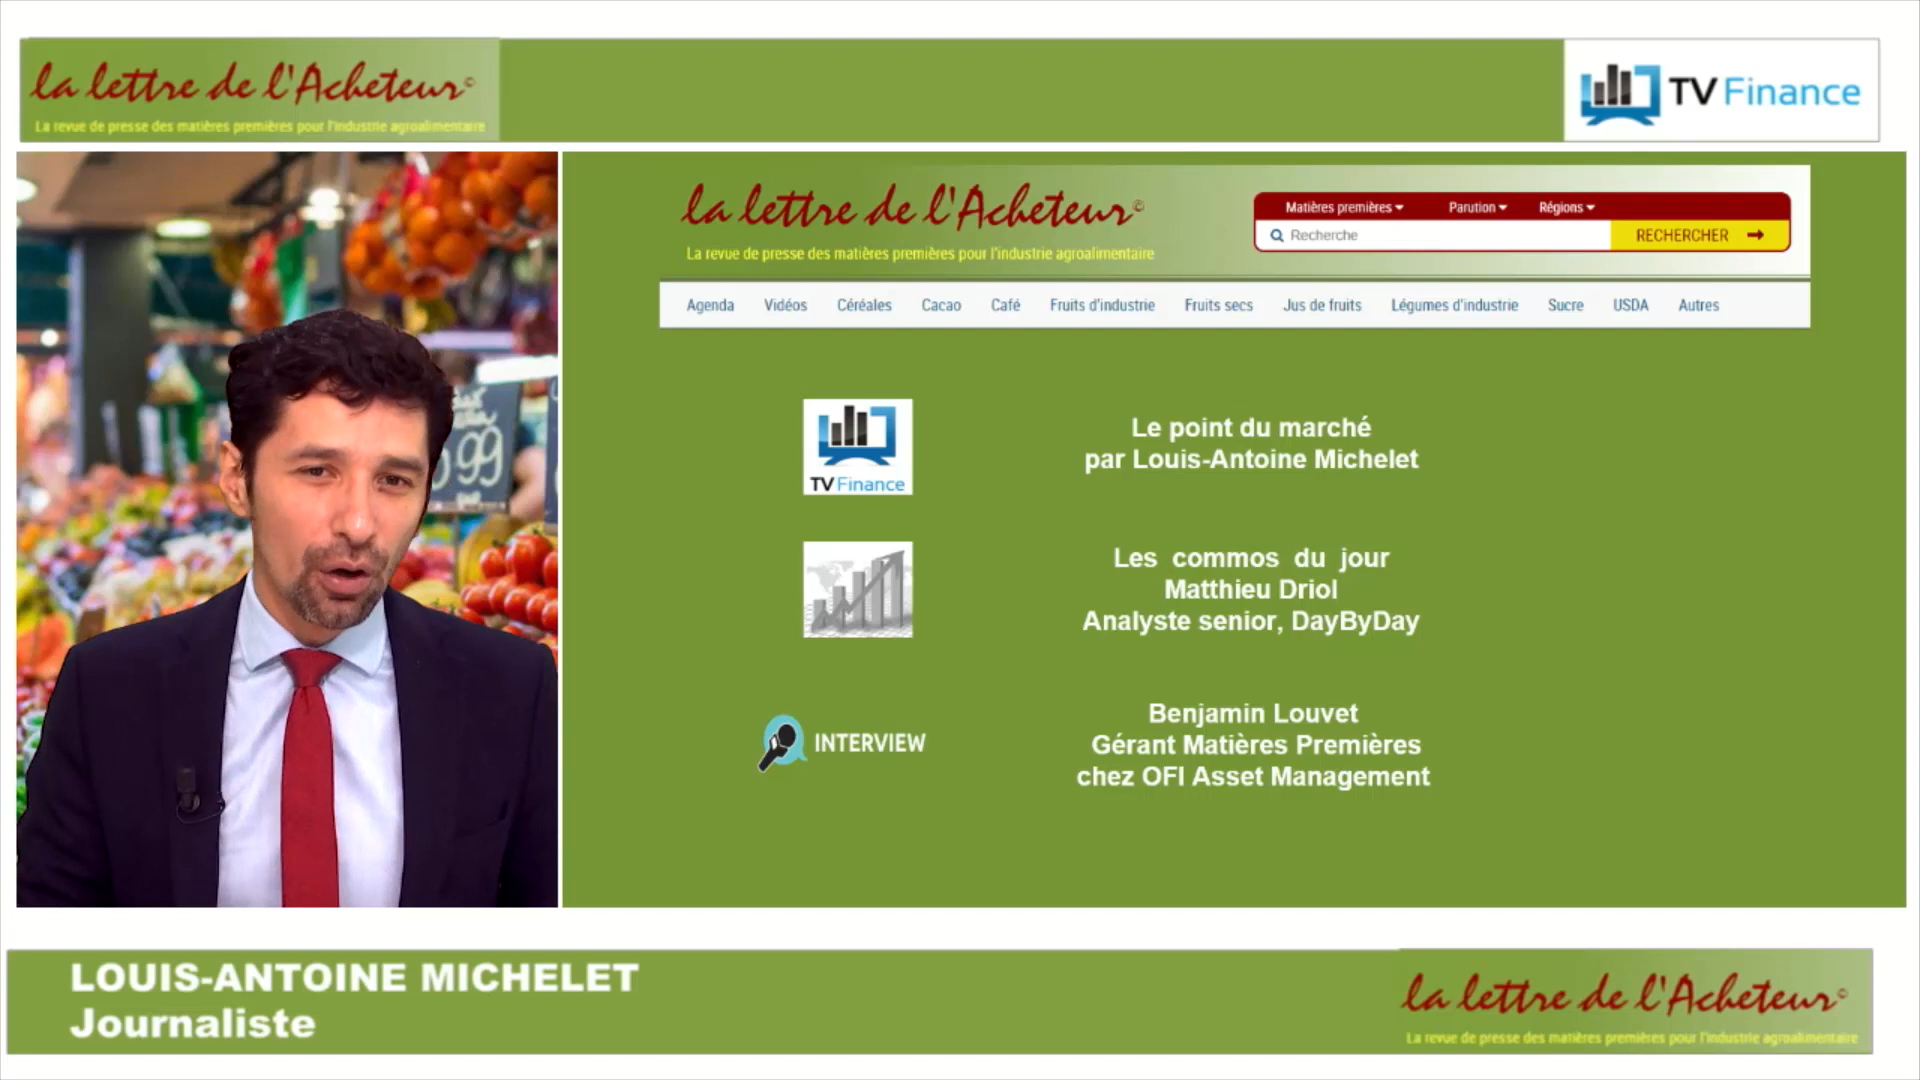 la lettre de l'Acheteur©
La revue de presse des matières premières pour l'industrie agroalimentaire
TV Finance
99
la lettre de l'Acheteur©
La revue de presse des matières premières pour l'industrie agroalimentaire
Matières premières Parution Régions
Recherche RECHERCHER
Agenda Vidéos Céréales Cacao Café Fruits d'industrie Fruits secs Jus de fruits Légumes d'industrie Sucre USDA Autres
TV Finance
Le point du marché
par Louis-Antoine Michelet
Les commos du jour
Matthieu Driol
Analyste senior, DayByDay
INTERVIEW
Benjamin Louvet
Gérant Matières Premières
chez OFI Asset Management
LOUIS-ANTOINE MICHELET
Journaliste
la lettre de l'Acheteur©
La revue de presse des matières premières pour l'industrie agroalimentaire